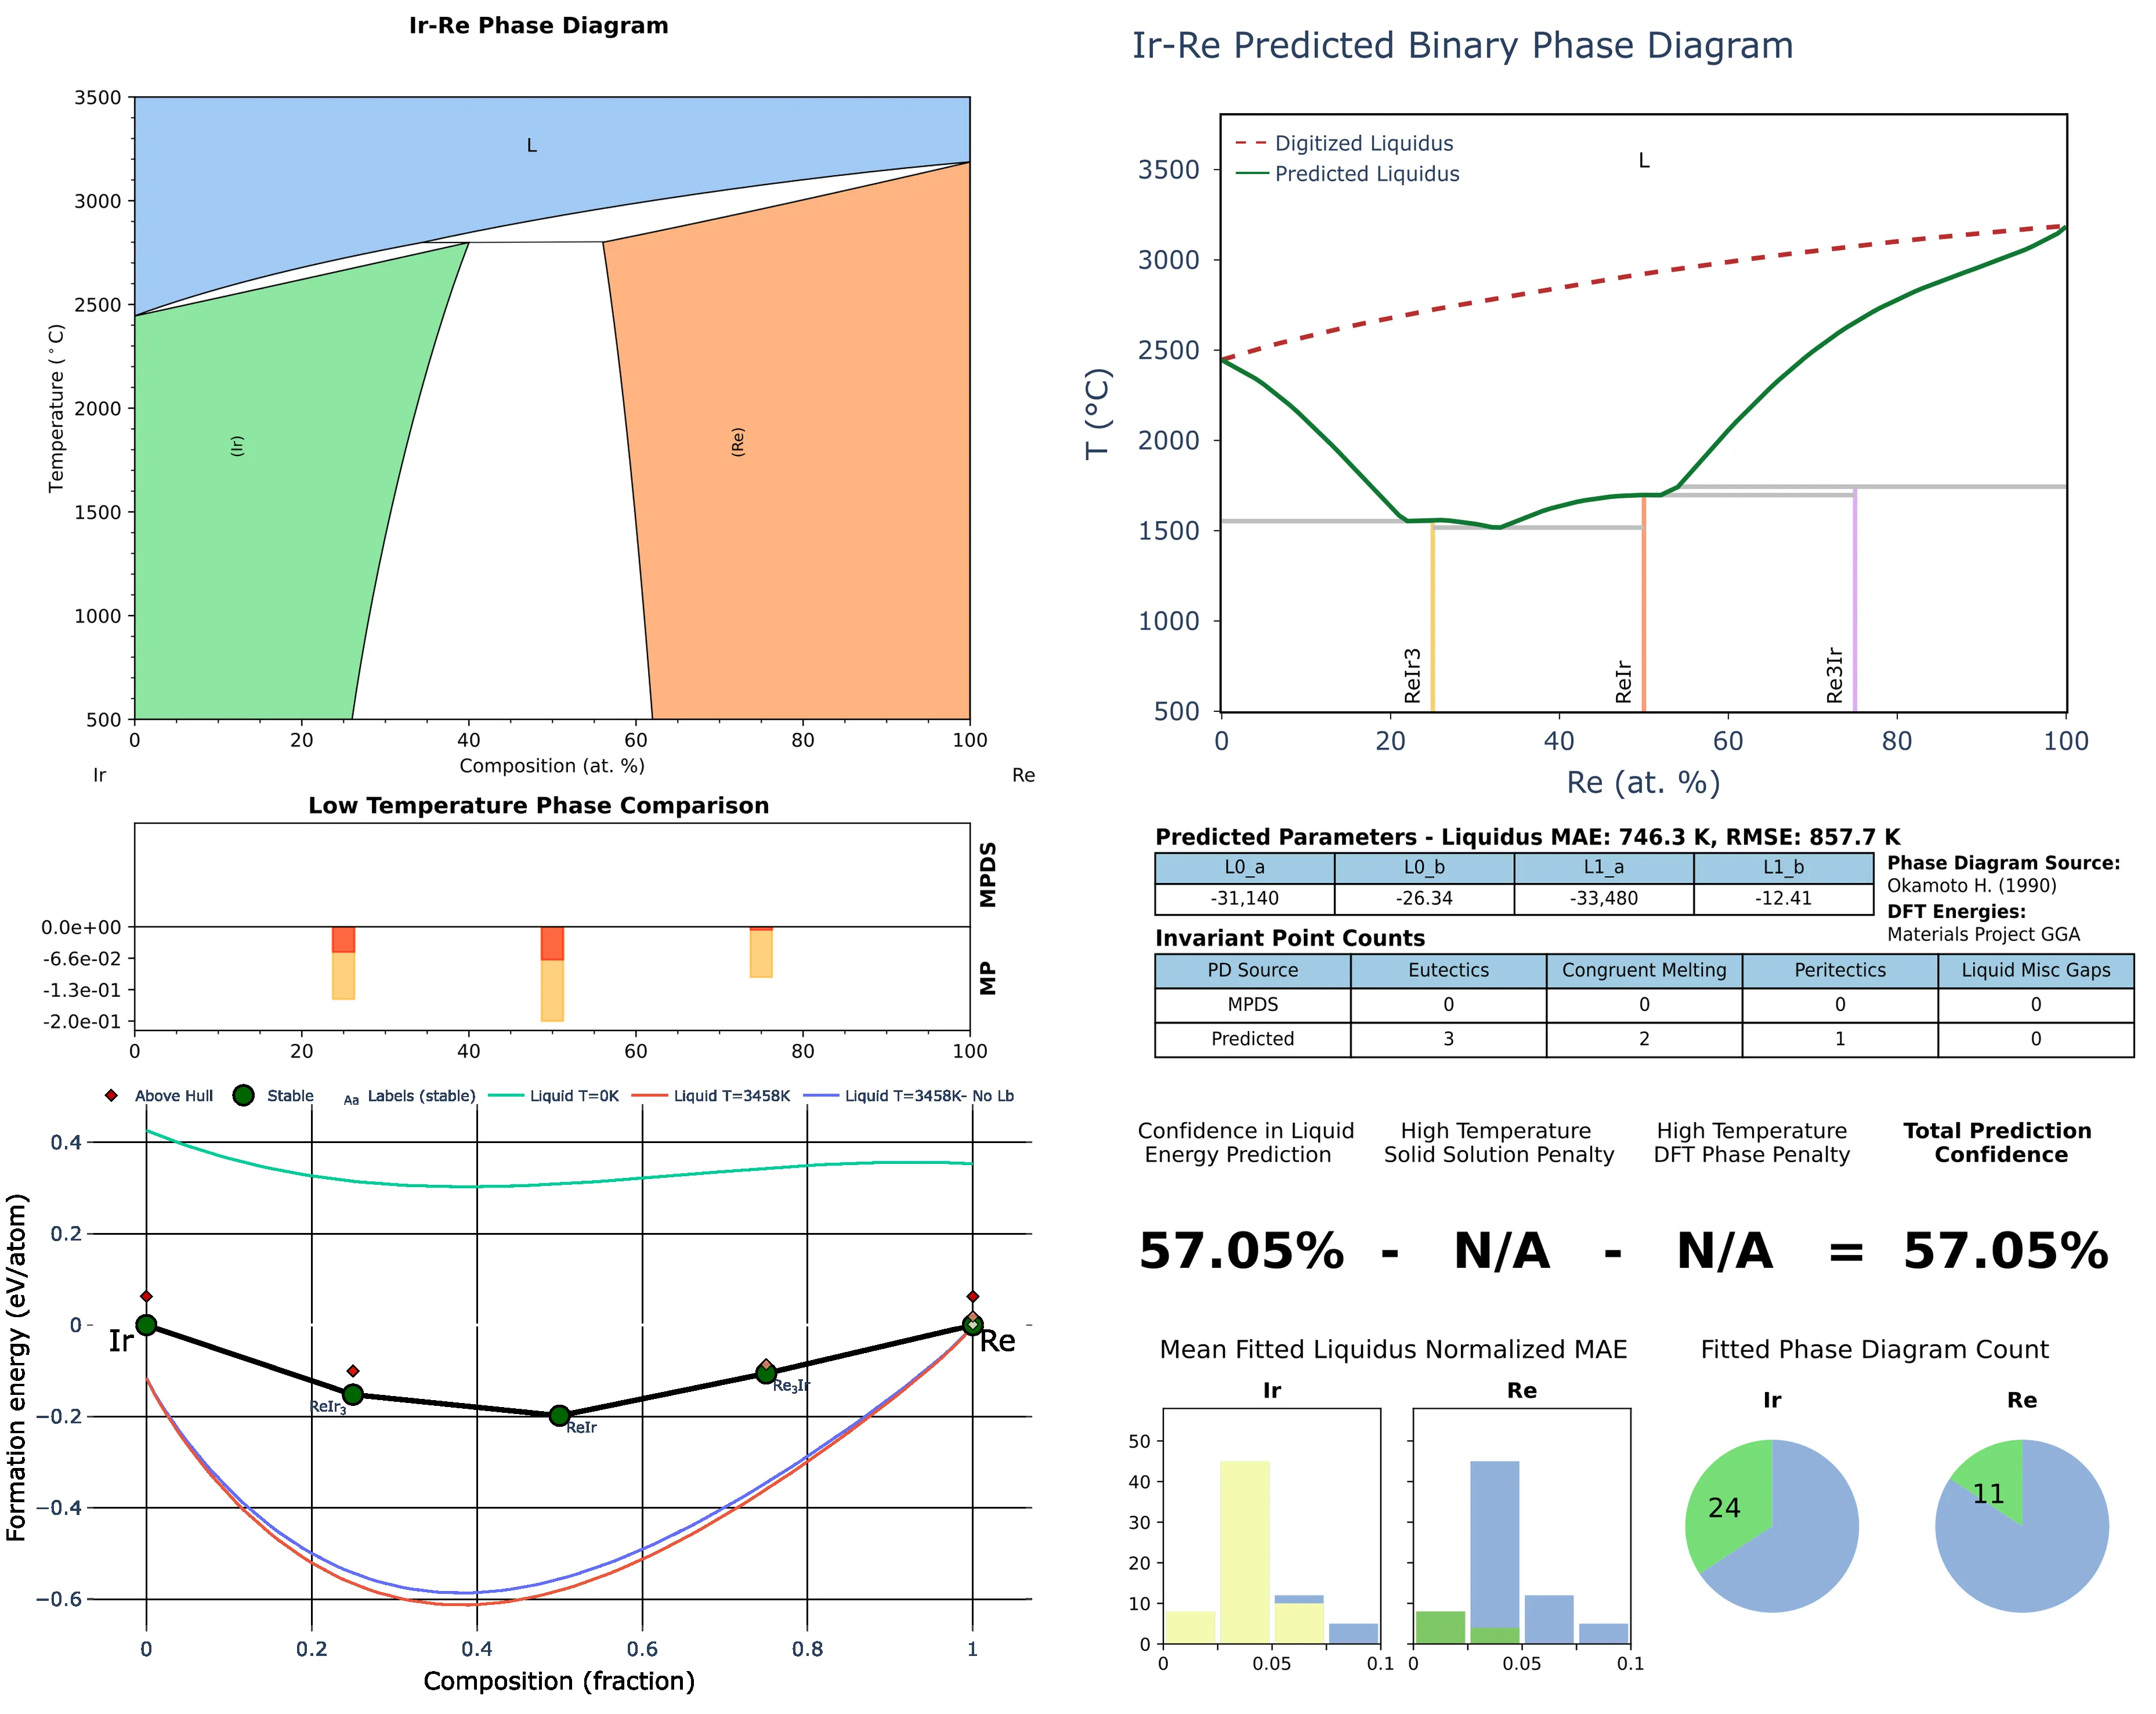 Ir-Re Phase Diagram
3500
3000
2500
2000
1500
1000
500
Temperature (°C)
L
(Ir)
(Re)
0 20 40 60 80 100
Composition (at. %)
Ir Re
Low Temperature Phase Comparison
0.0e+00
-6.6e-02
-1.3e-01
-2.0e-01
MPDS
MP
0 20 40 60 80 100
Above Hull Stable Aa Labels (stable) Liquid T=0K Liquid T=3458K Liquid T=3458K- No Lb
0.4
0.2
0
−0.2
−0.4
−0.6
Formation energy (eV/atom)
Ir
ReIr3
ReIr
Re3Ir
Re
0 0.2 0.4 0.6 0.8 1
Composition (fraction)
Ir-Re Predicted Binary Phase Diagram
Digitized Liquidus
Predicted Liquidus
L
3500
3000
2500
2000
1500
1000
500
T (°C)
ReIr3
ReIr
Re3Ir
0 20 40 60 80 100
Re (at. %)
Predicted Parameters - Liquidus MAE: 746.3 K, RMSE: 857.7 K
L0_a L0_b L1_a L1_b
-31,140 -26.34 -33,480 -12.41
Phase Diagram Source:
Okamoto H. (1990)
DFT Energies:
Materials Project GGA
Invariant Point Counts
PD Source Eutectics Congruent Melting Peritectics Liquid Misc Gaps
MPDS 0 0 0 0
Predicted 3 2 1 0
Confidence in Liquid Energy Prediction
High Temperature Solid Solution Penalty
High Temperature DFT Phase Penalty
Total Prediction Confidence
57.05% - N/A - N/A = 57.05%
Mean Fitted Liquidus Normalized MAE
Ir Re
50
40
30
20
10
0
0 0.05 0.1 0 0.05 0.1
Fitted Phase Diagram Count
Ir Re
24 11